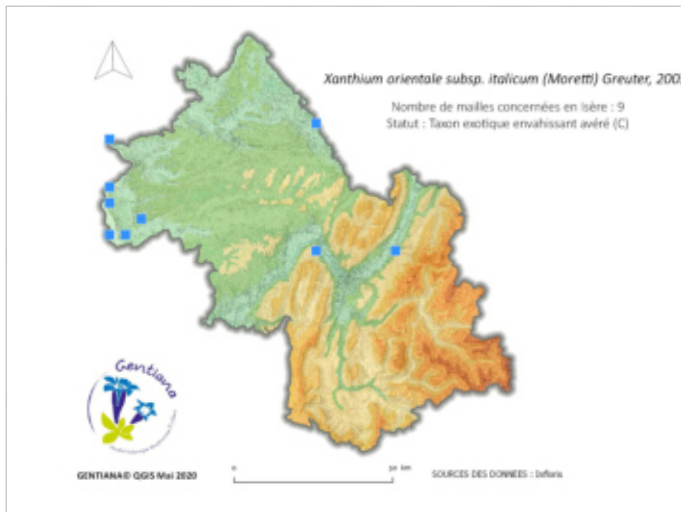 Xanthium orientale subsp. italicum (Moretti) Greuter, 200
Nombre de mailles concernées en Isère : 9
Statut : Taxon exotique envahissant avéré (C)
Gentiana
GENTIANA© QGIS Mai 2020
0
km
SOURCES DES DONNEES : Infloris